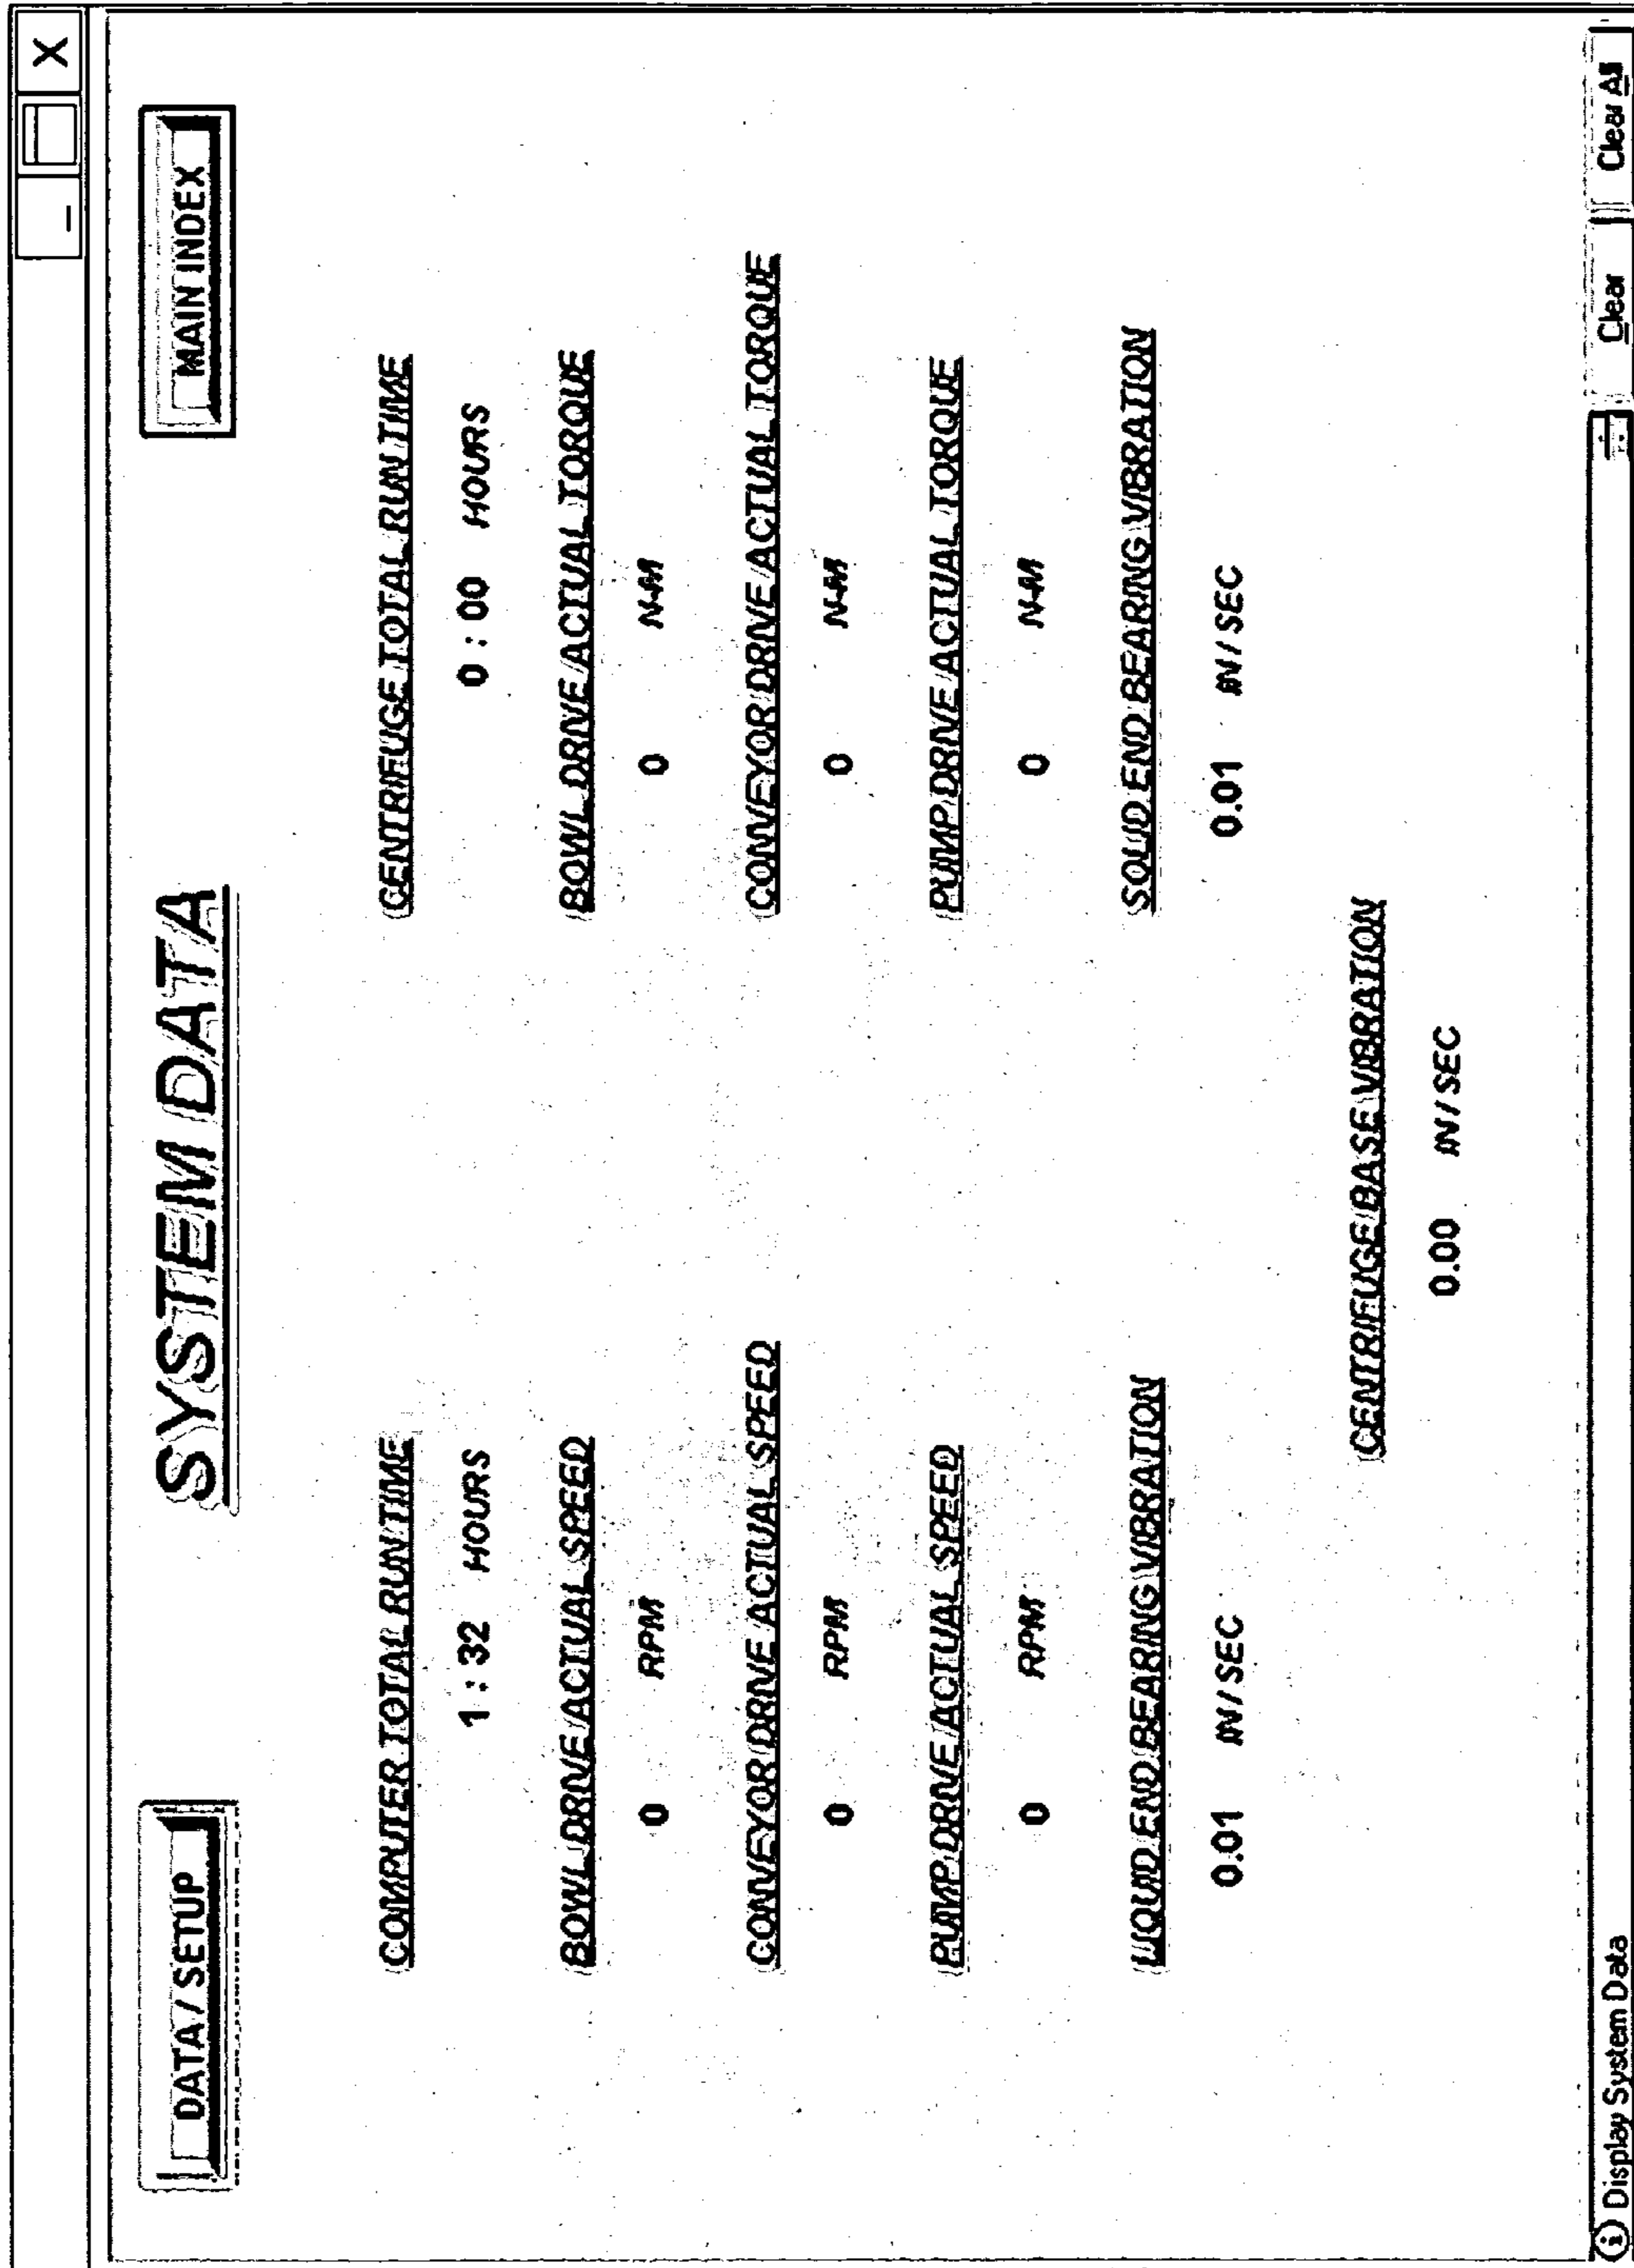 DATA / SETUP
SYSTEM DATA
MAIN INDEX
COMPUTER TOTAL RUN TIME
CENTRIFUGE TOTAL RUN TIME
1 : 32 HOURS
0 : 00 HOURS
BOWL DRIVE ACTUAL SPEED
BOWL DRIVE ACTUAL TORQUE
0 RPM
0 N-M
CONVEYOR DRIVE ACTUAL SPEED
CONVEYOR DRIVE ACTUAL TORQUE
0 RPM
0 N-M
PUMP DRIVE ACTUAL SPEED
PUMP DRIVE ACTUAL TORQUE
0 RPM
0 N-M
LIQUID END BEARING VIBRATION
SOLID END BEARING VIBRATION
0.01 IN / SEC
0.01 IN / SEC
CENTRIFUGE BASE VIBRATION
0.00 IN / SEC
Display System Data
Clear
Clear All